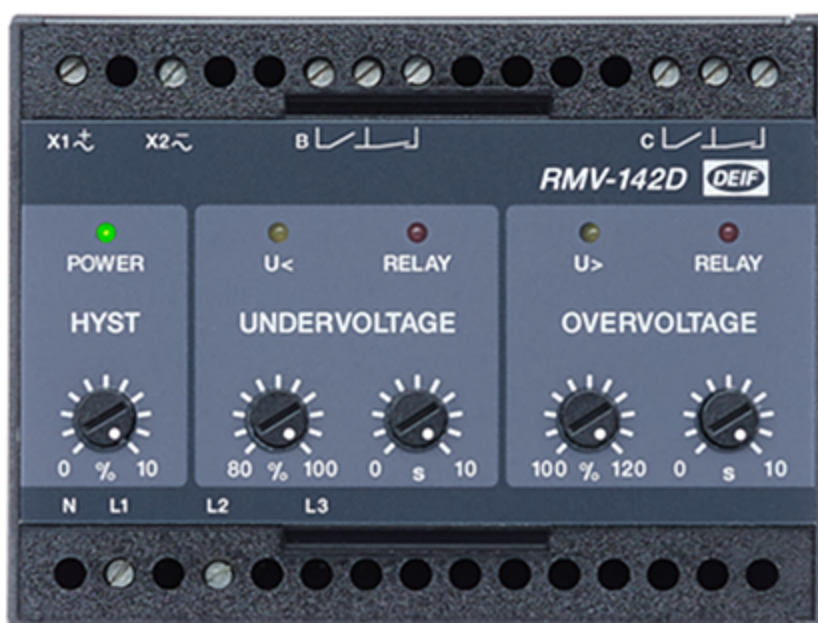 X1 X2 B C
RMV-142D DEIF
POWER U< RELAY U> RELAY
HYST UNDERVOLTAGE OVERVOLTAGE
0 % 10 80 % 100 0 s 10 100 % 120 0 s 10
N L1 L2 L3